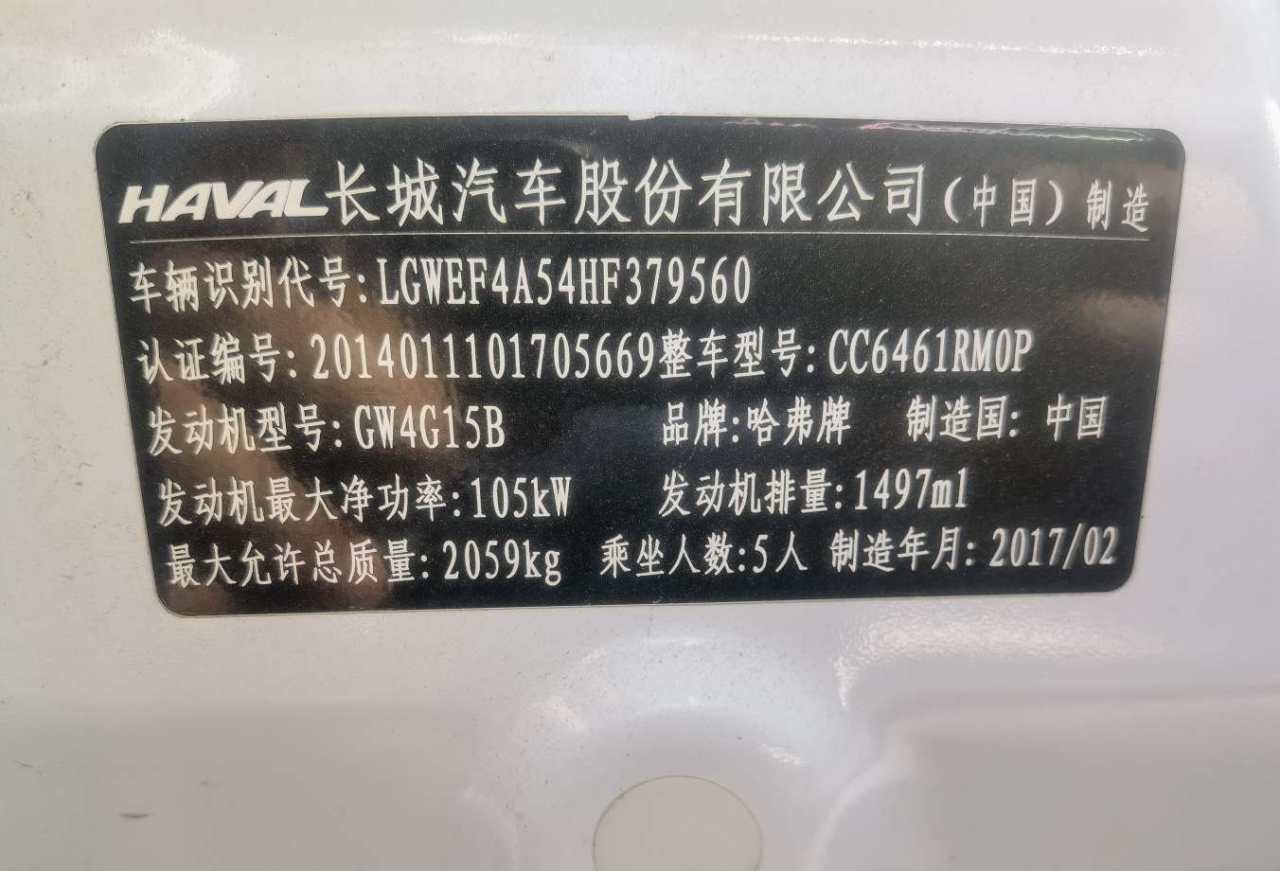 HAVAL长城汽车股份有限公司(中国)制造
车辆识别代号:LGWEF4A54HF379560
认证编号:2014011101705669整车型号:CC6461RM0P
发动机型号:GW4G15B 品牌:哈弗牌 制造国:中国
发动机最大净功率:105kW 发动机排量:1497ml
最大允许总质量:2059kg 乘坐人数:5人 制造年月:2017/02